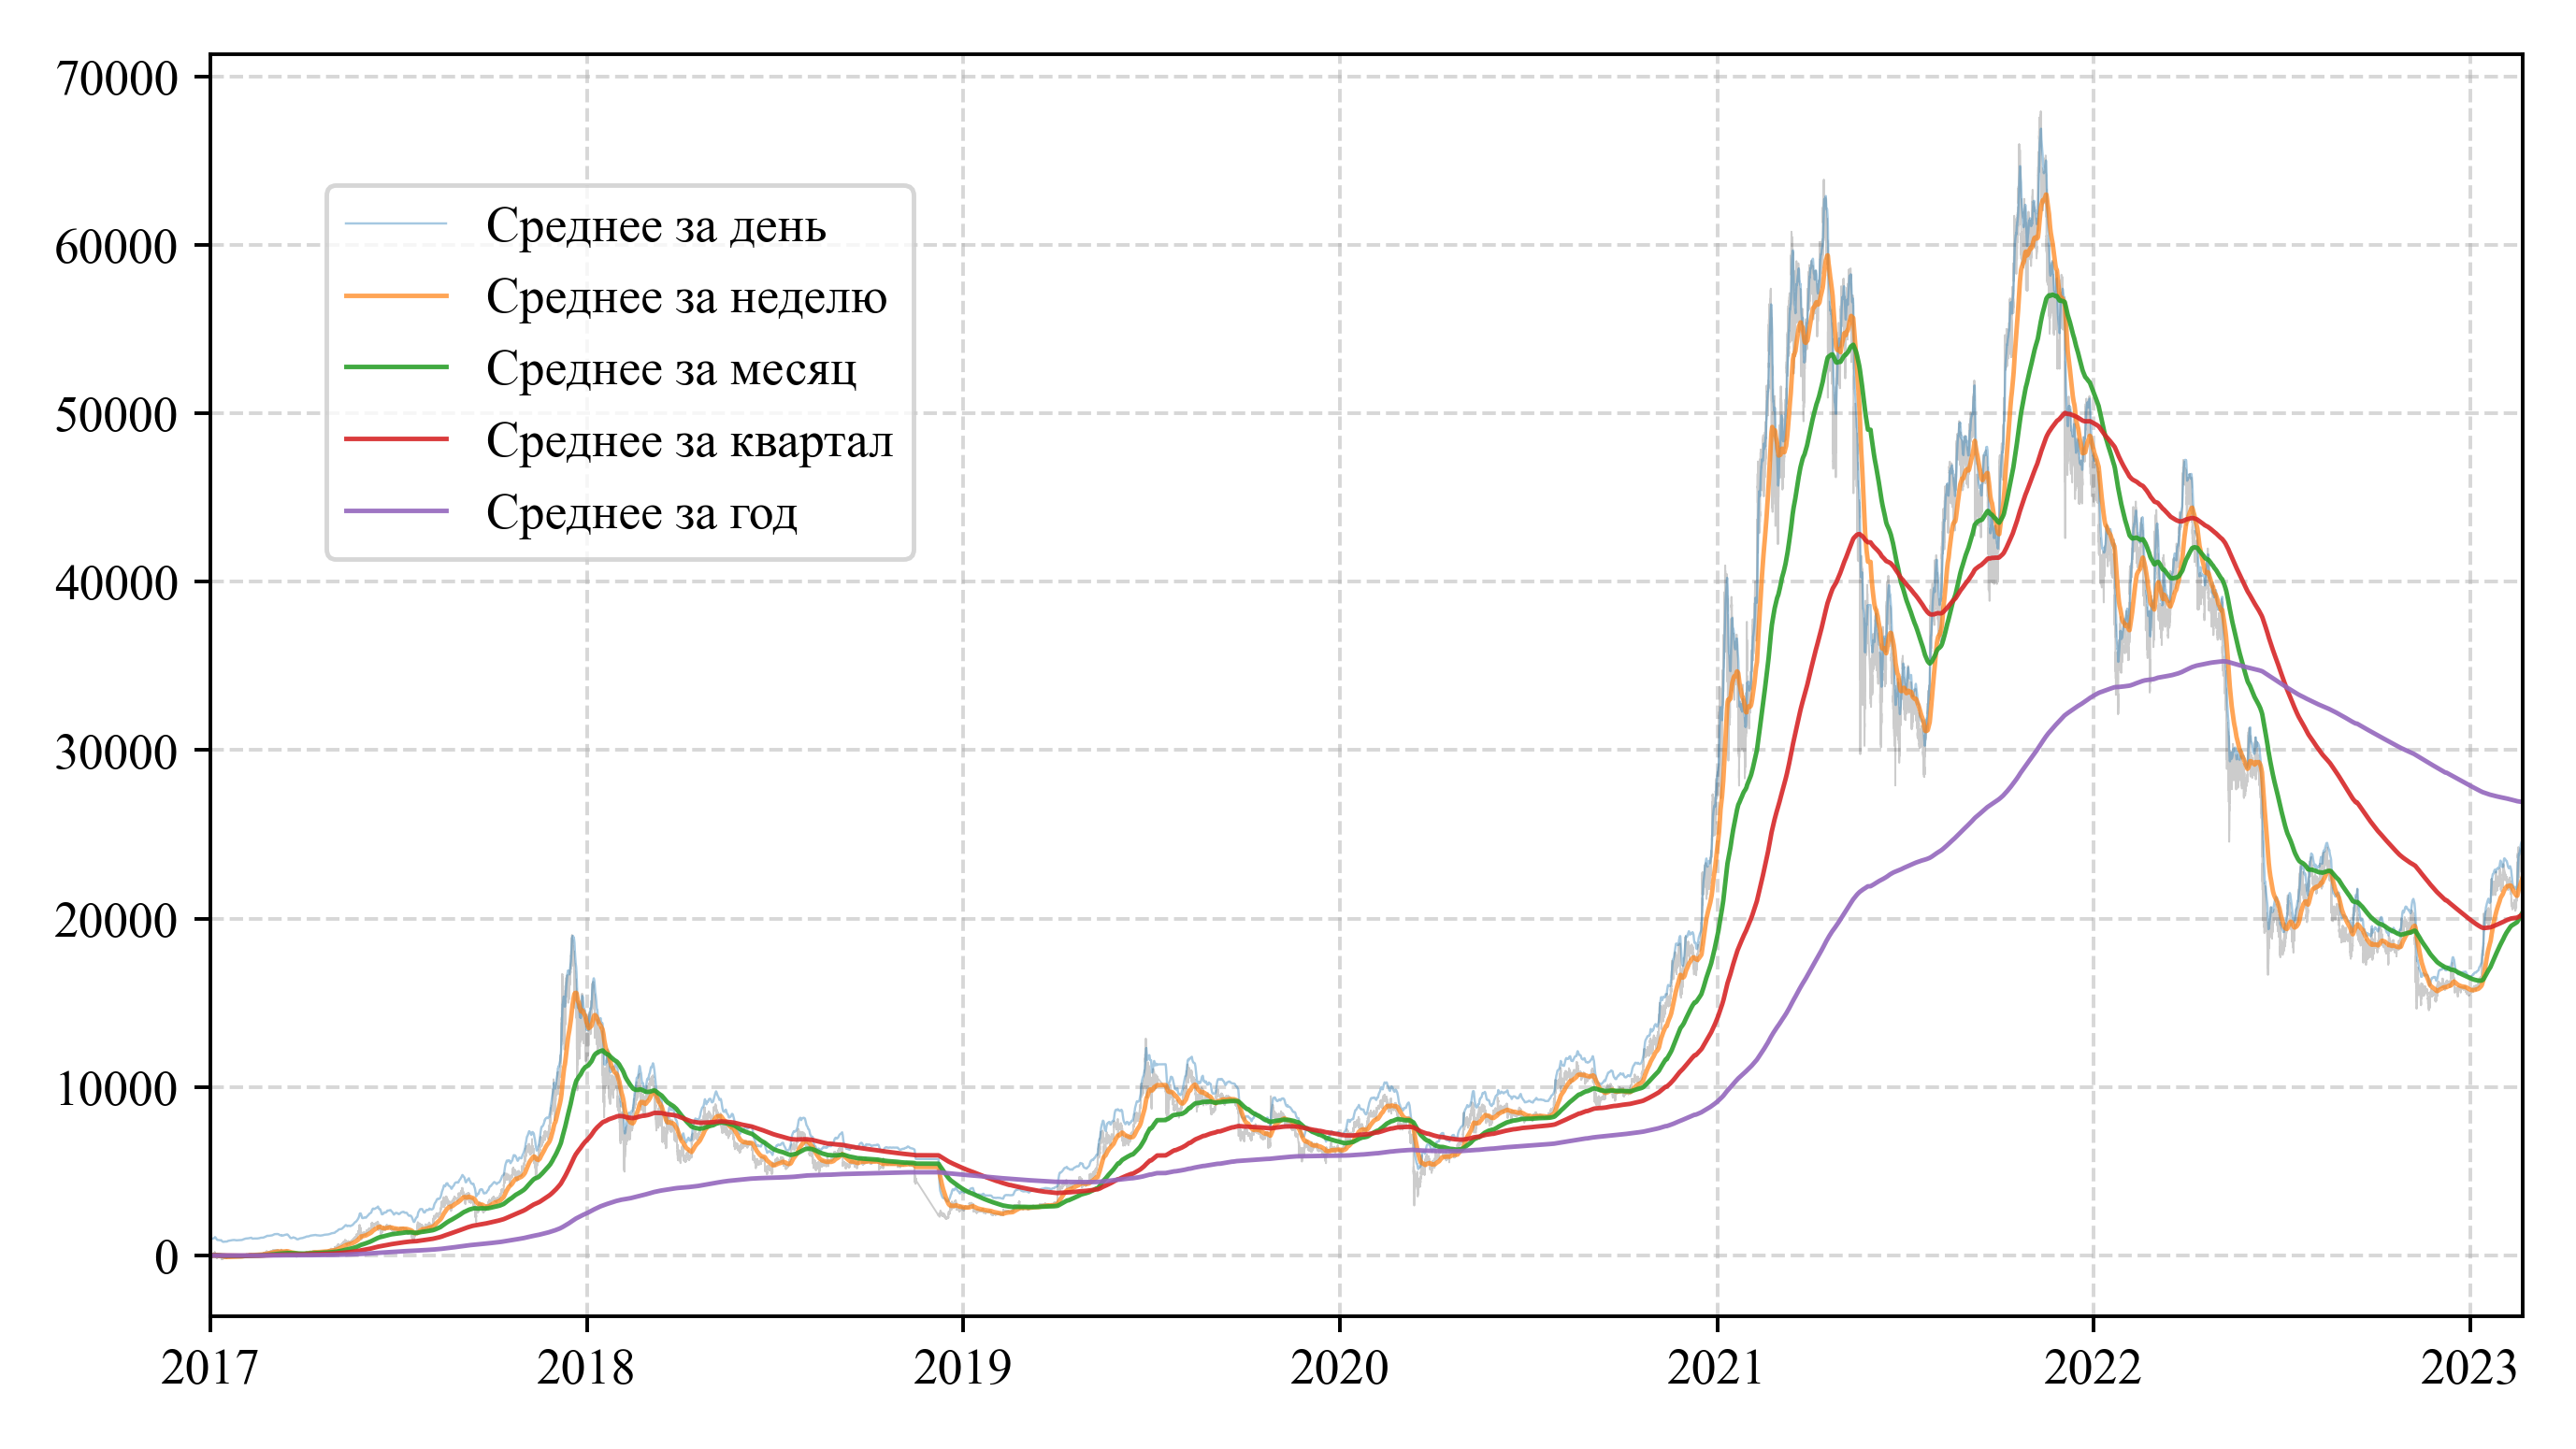 70000
60000
50000
40000
30000
20000
10000
0
Среднее за день
Среднее за неделю
Среднее за месяц
Среднее за квартал
Среднее за год
2017 2018 2019 2020 2021 2022 2023